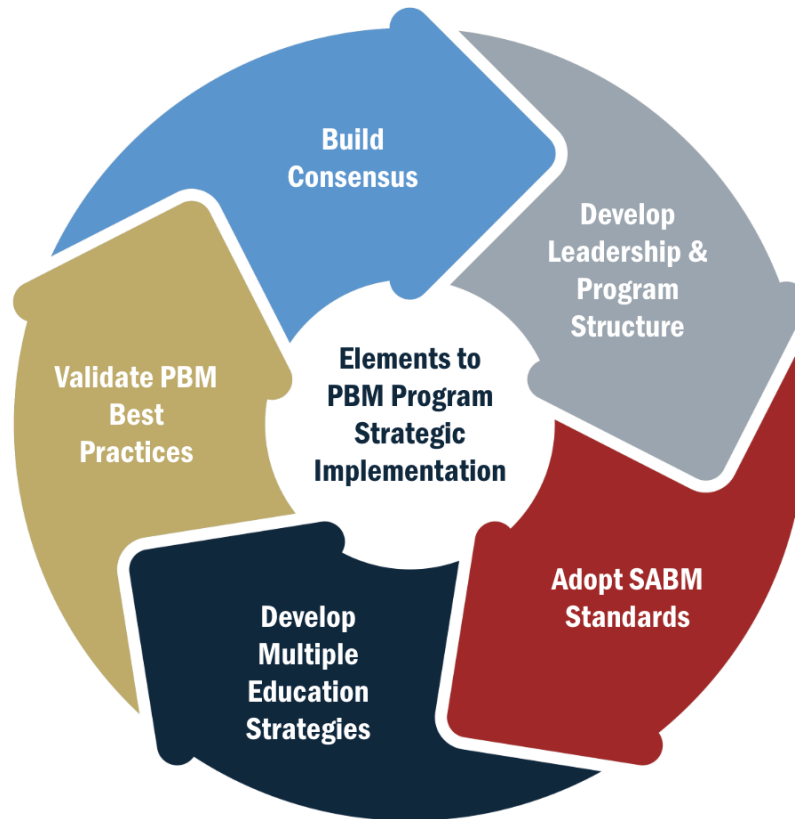 Build
Consensus
Develop
Leadership &
Program
Structure
Elements to
PBM Program
Strategic
Implementation
Validate PBM
Best
Practices
Adopt SABM
Standards
Develop
Multiple
Education
Strategies